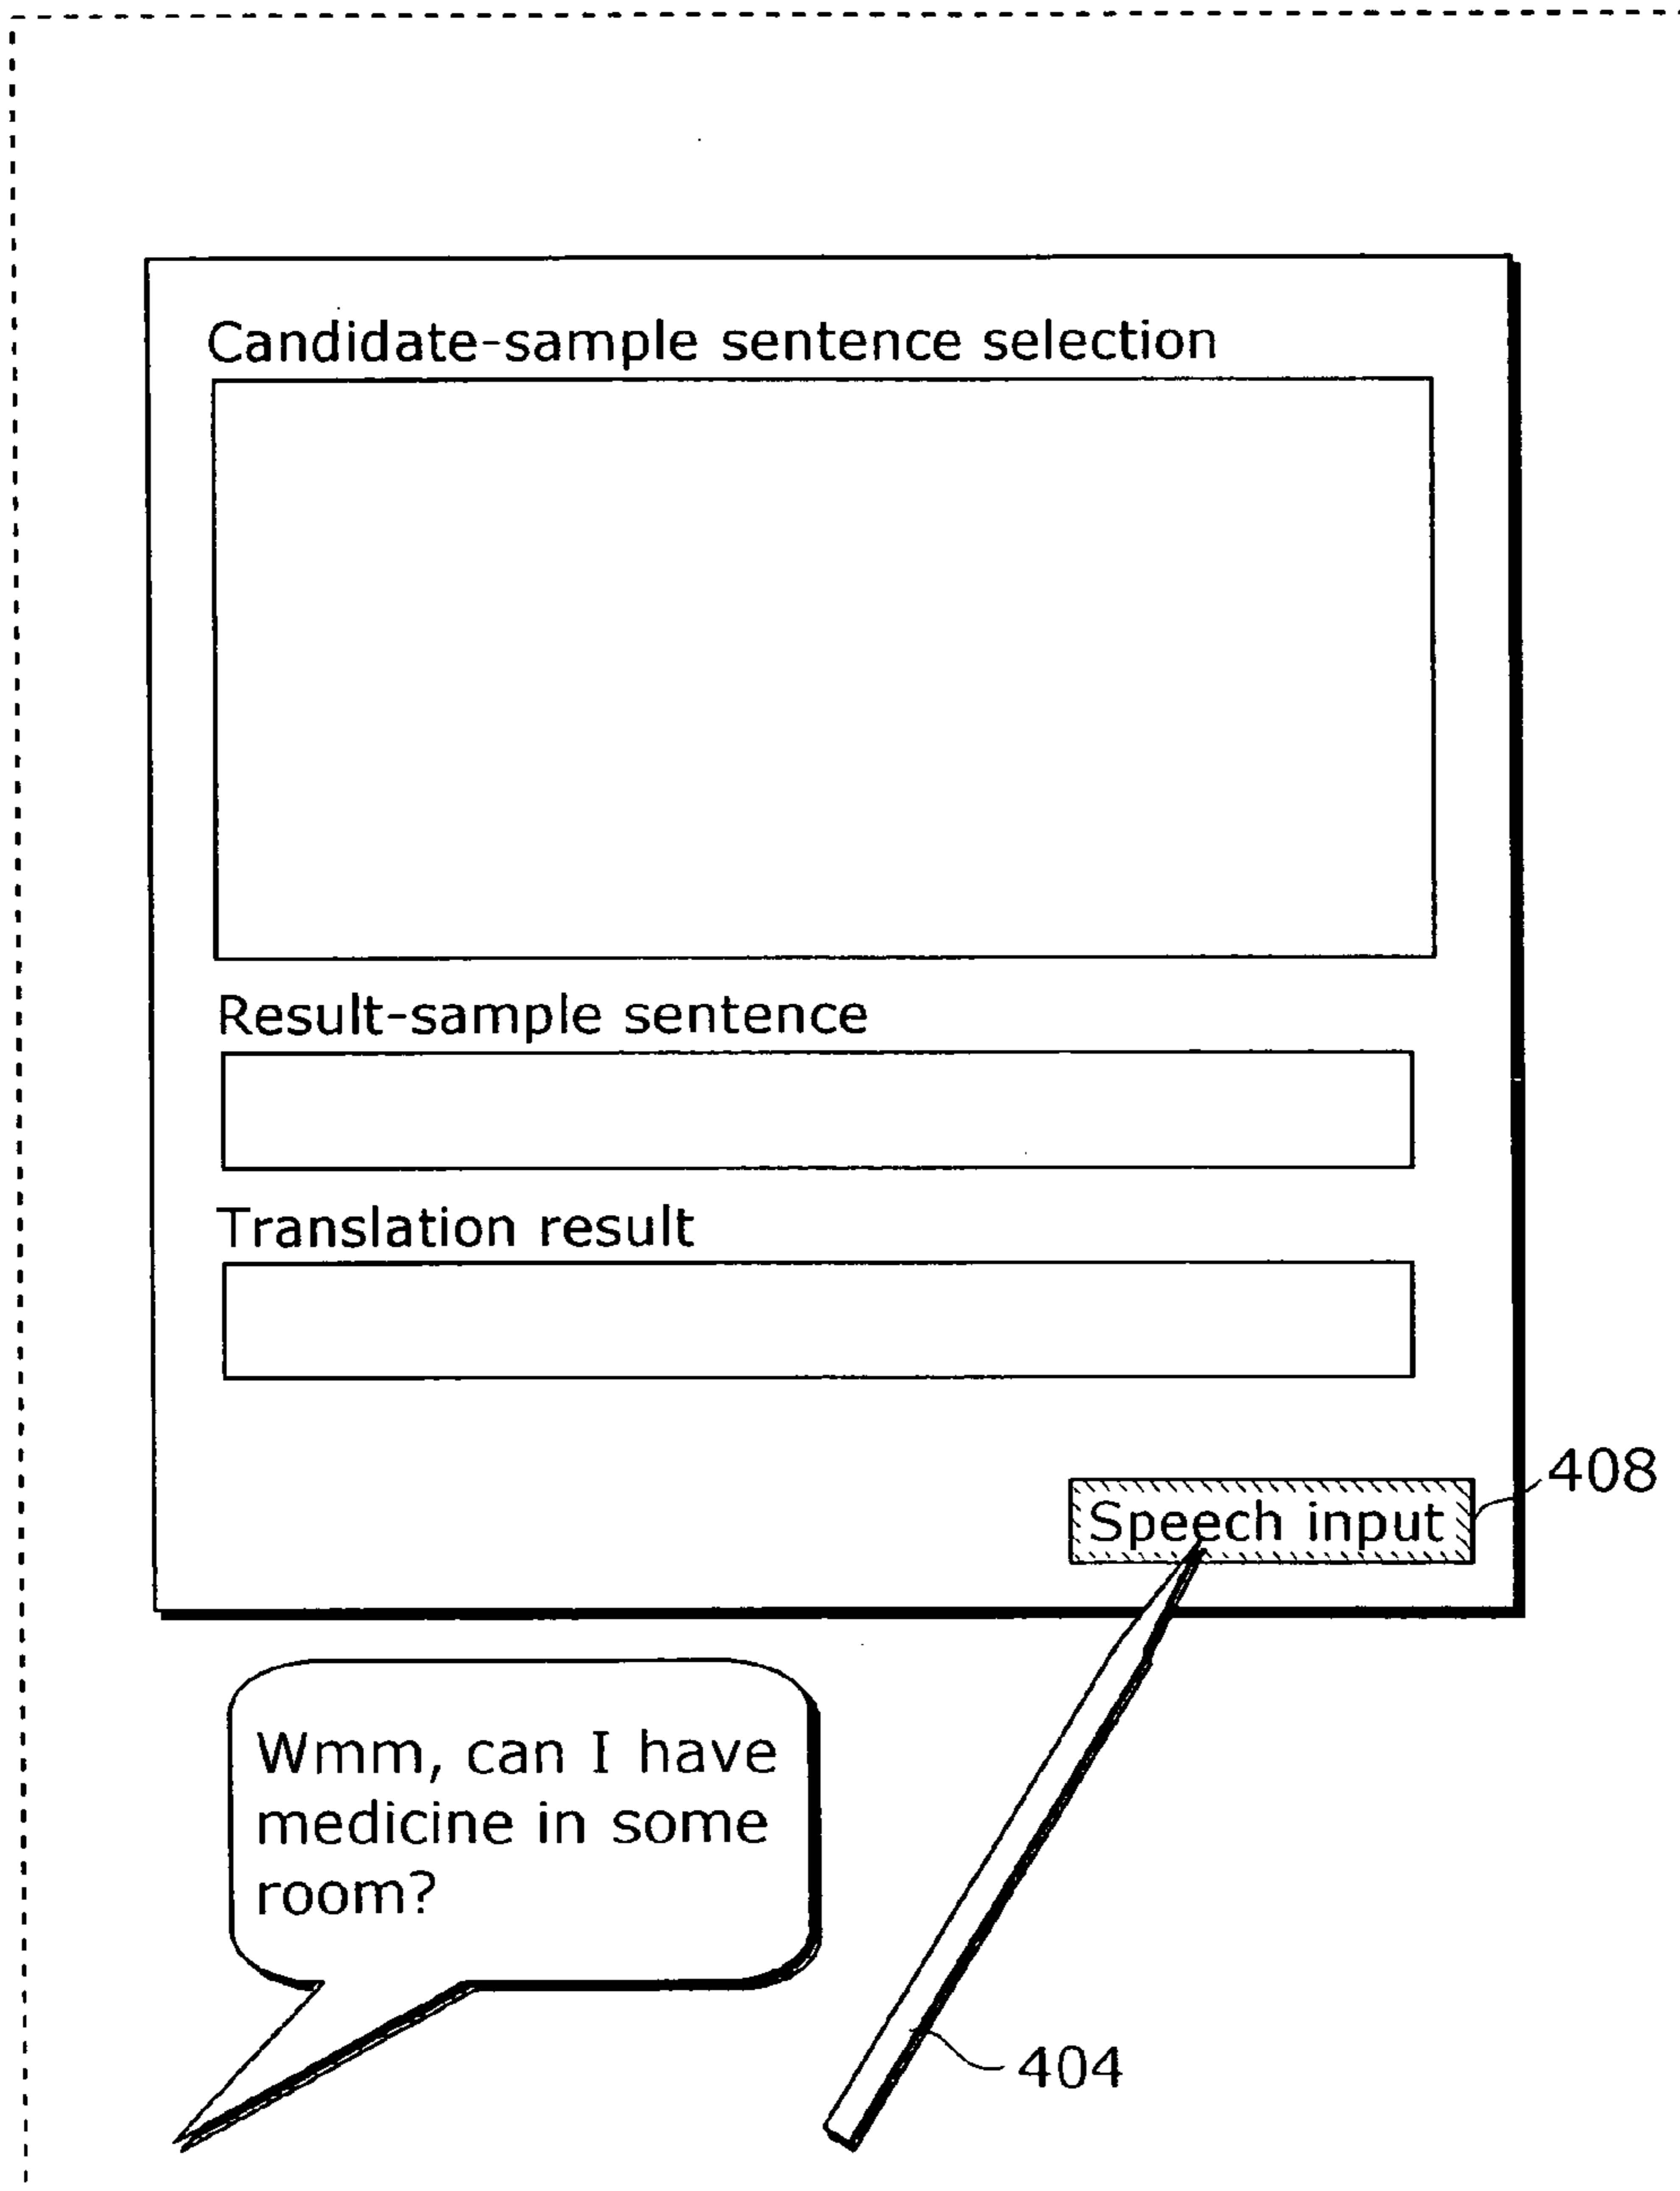 Candidate-sample sentence selection
Result-sample sentence
Translation result
408
Speech input
Wmm, can I have
medicine in some
room?
404